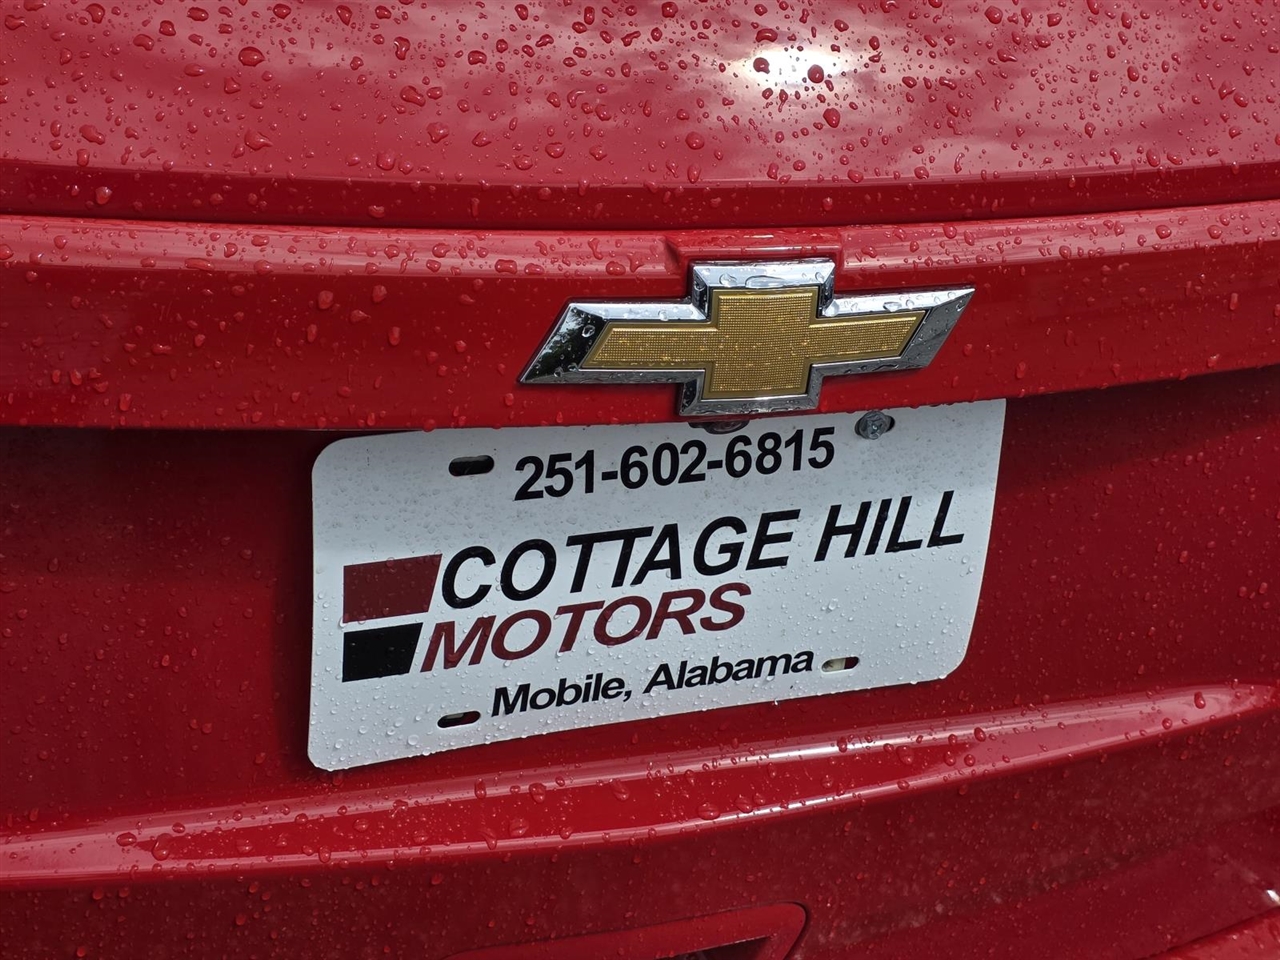 251-602-6815
COTTAGE HILL
MOTORS
Mobile, Alabama